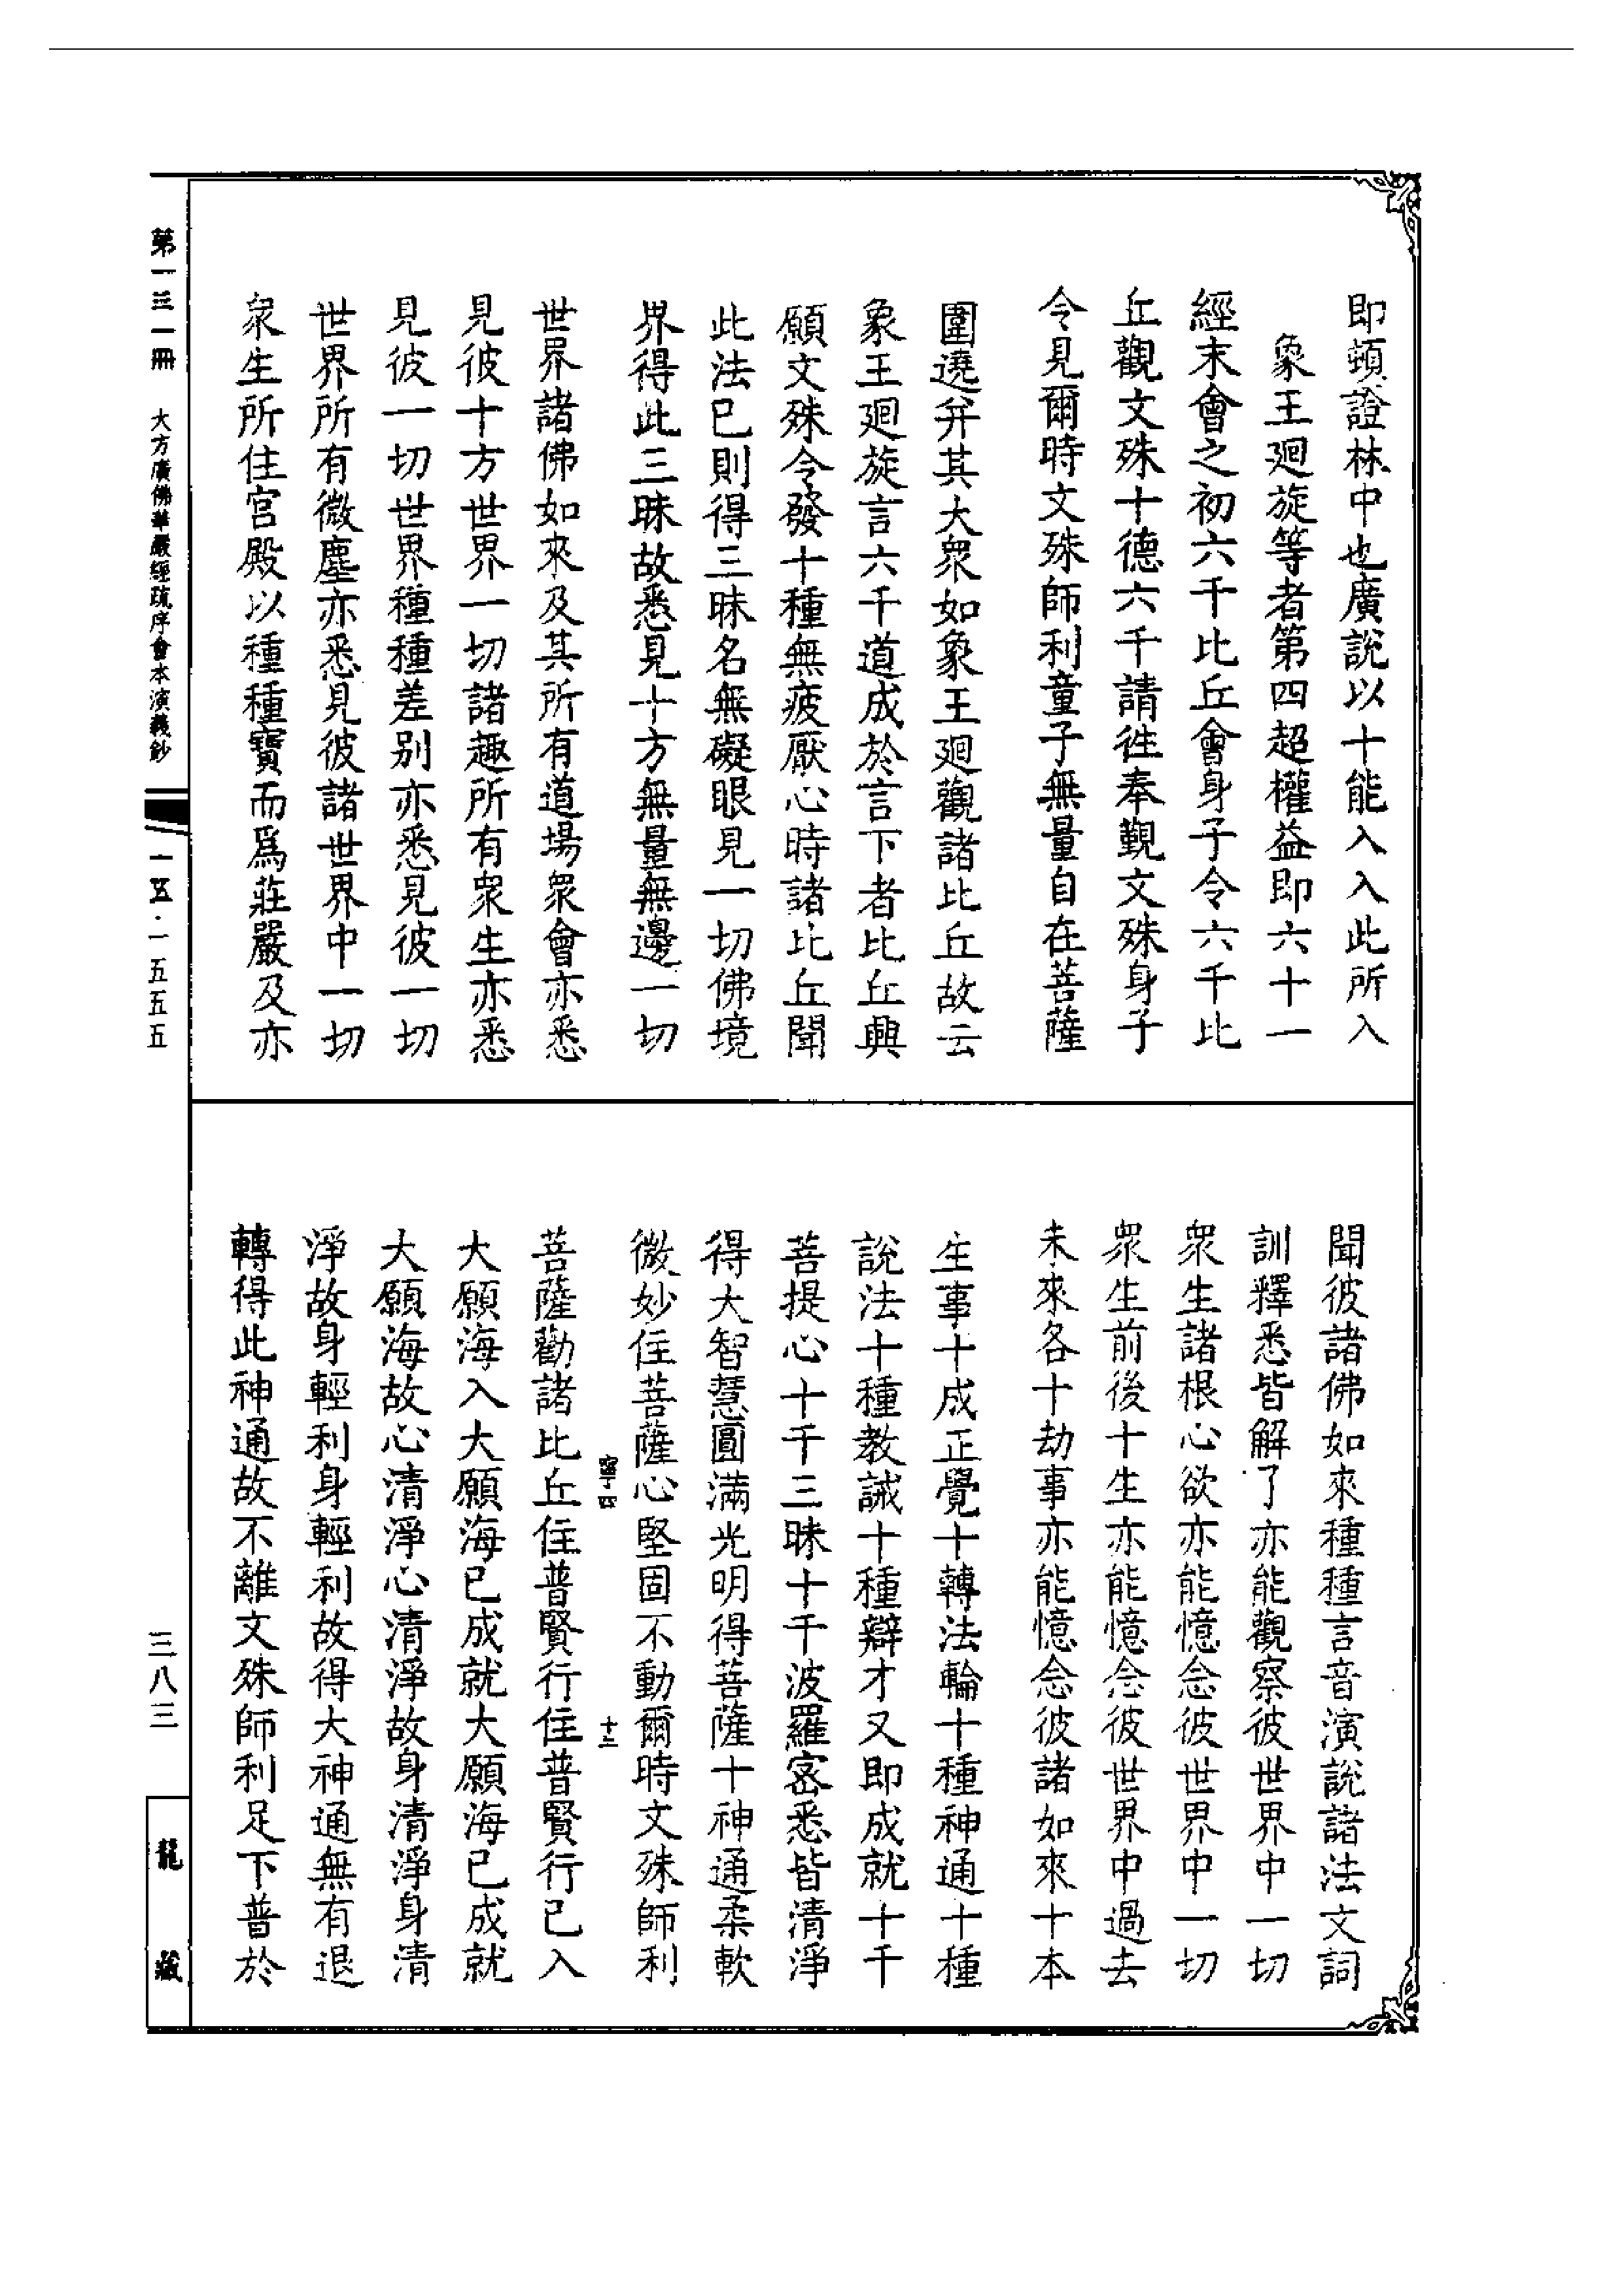 即頓證林中也廣說以十能入入此所入
象王迴旋等者第四超權益即六十一
經末會之初六千比丘會身子令六千比
丘觀文殊十德六千請徃奉覲文殊身子
令見爾時文殊師利童子無量自在菩薩
圍遶并其大衆如象王迴觀諸比丘故云
象王迴旋言六千道成於言下者比丘興
願文殊令發十種無疲厭心時諸比丘聞
此法已則得三昧名無礙眼見一切佛境
界得此三昧故悉見十方無量無邊一切
世界諸佛如來及其所有道場衆會亦悉
見彼十方世界一切諸趣所有衆生亦悉
見彼一切世界種種差别亦悉見彼一切
世界所有微塵亦悉見彼諸世界中一切
衆生所住宫殿以種種寶而爲莊嚴及亦
聞彼諸佛如來種種言音演說諸法文詞
訓釋悉皆解了亦能觀察彼世界中一切
衆生諸根心欲亦能憶念彼世界中一切
衆生前後十生亦能憶念彼世界中過去
未來各十劫事亦能憶念彼諸如來十本
生事十成正覺十轉法輪十種神通十種
說法十種教誡十種辯才又即成就十千
菩提心十千三昧十千波羅密悉皆清淨
得大智慧圓滿光明得菩薩十神通柔軟
微妙住菩薩心堅固不動爾時文殊師利
寧四
十三
菩薩勸諸比丘住普賢行住普賢行已入
大願海入大願海已成就大願海已成就
大願海故心清淨心清淨故身清淨身清
淨故身輕利身輕利故得大神通無有退
轉得此神通故不離文殊師利足下普於
第一三一冊 大方廣佛華嚴經疏序會本演義鈔
一五五·一五五五
三八三
龍藏